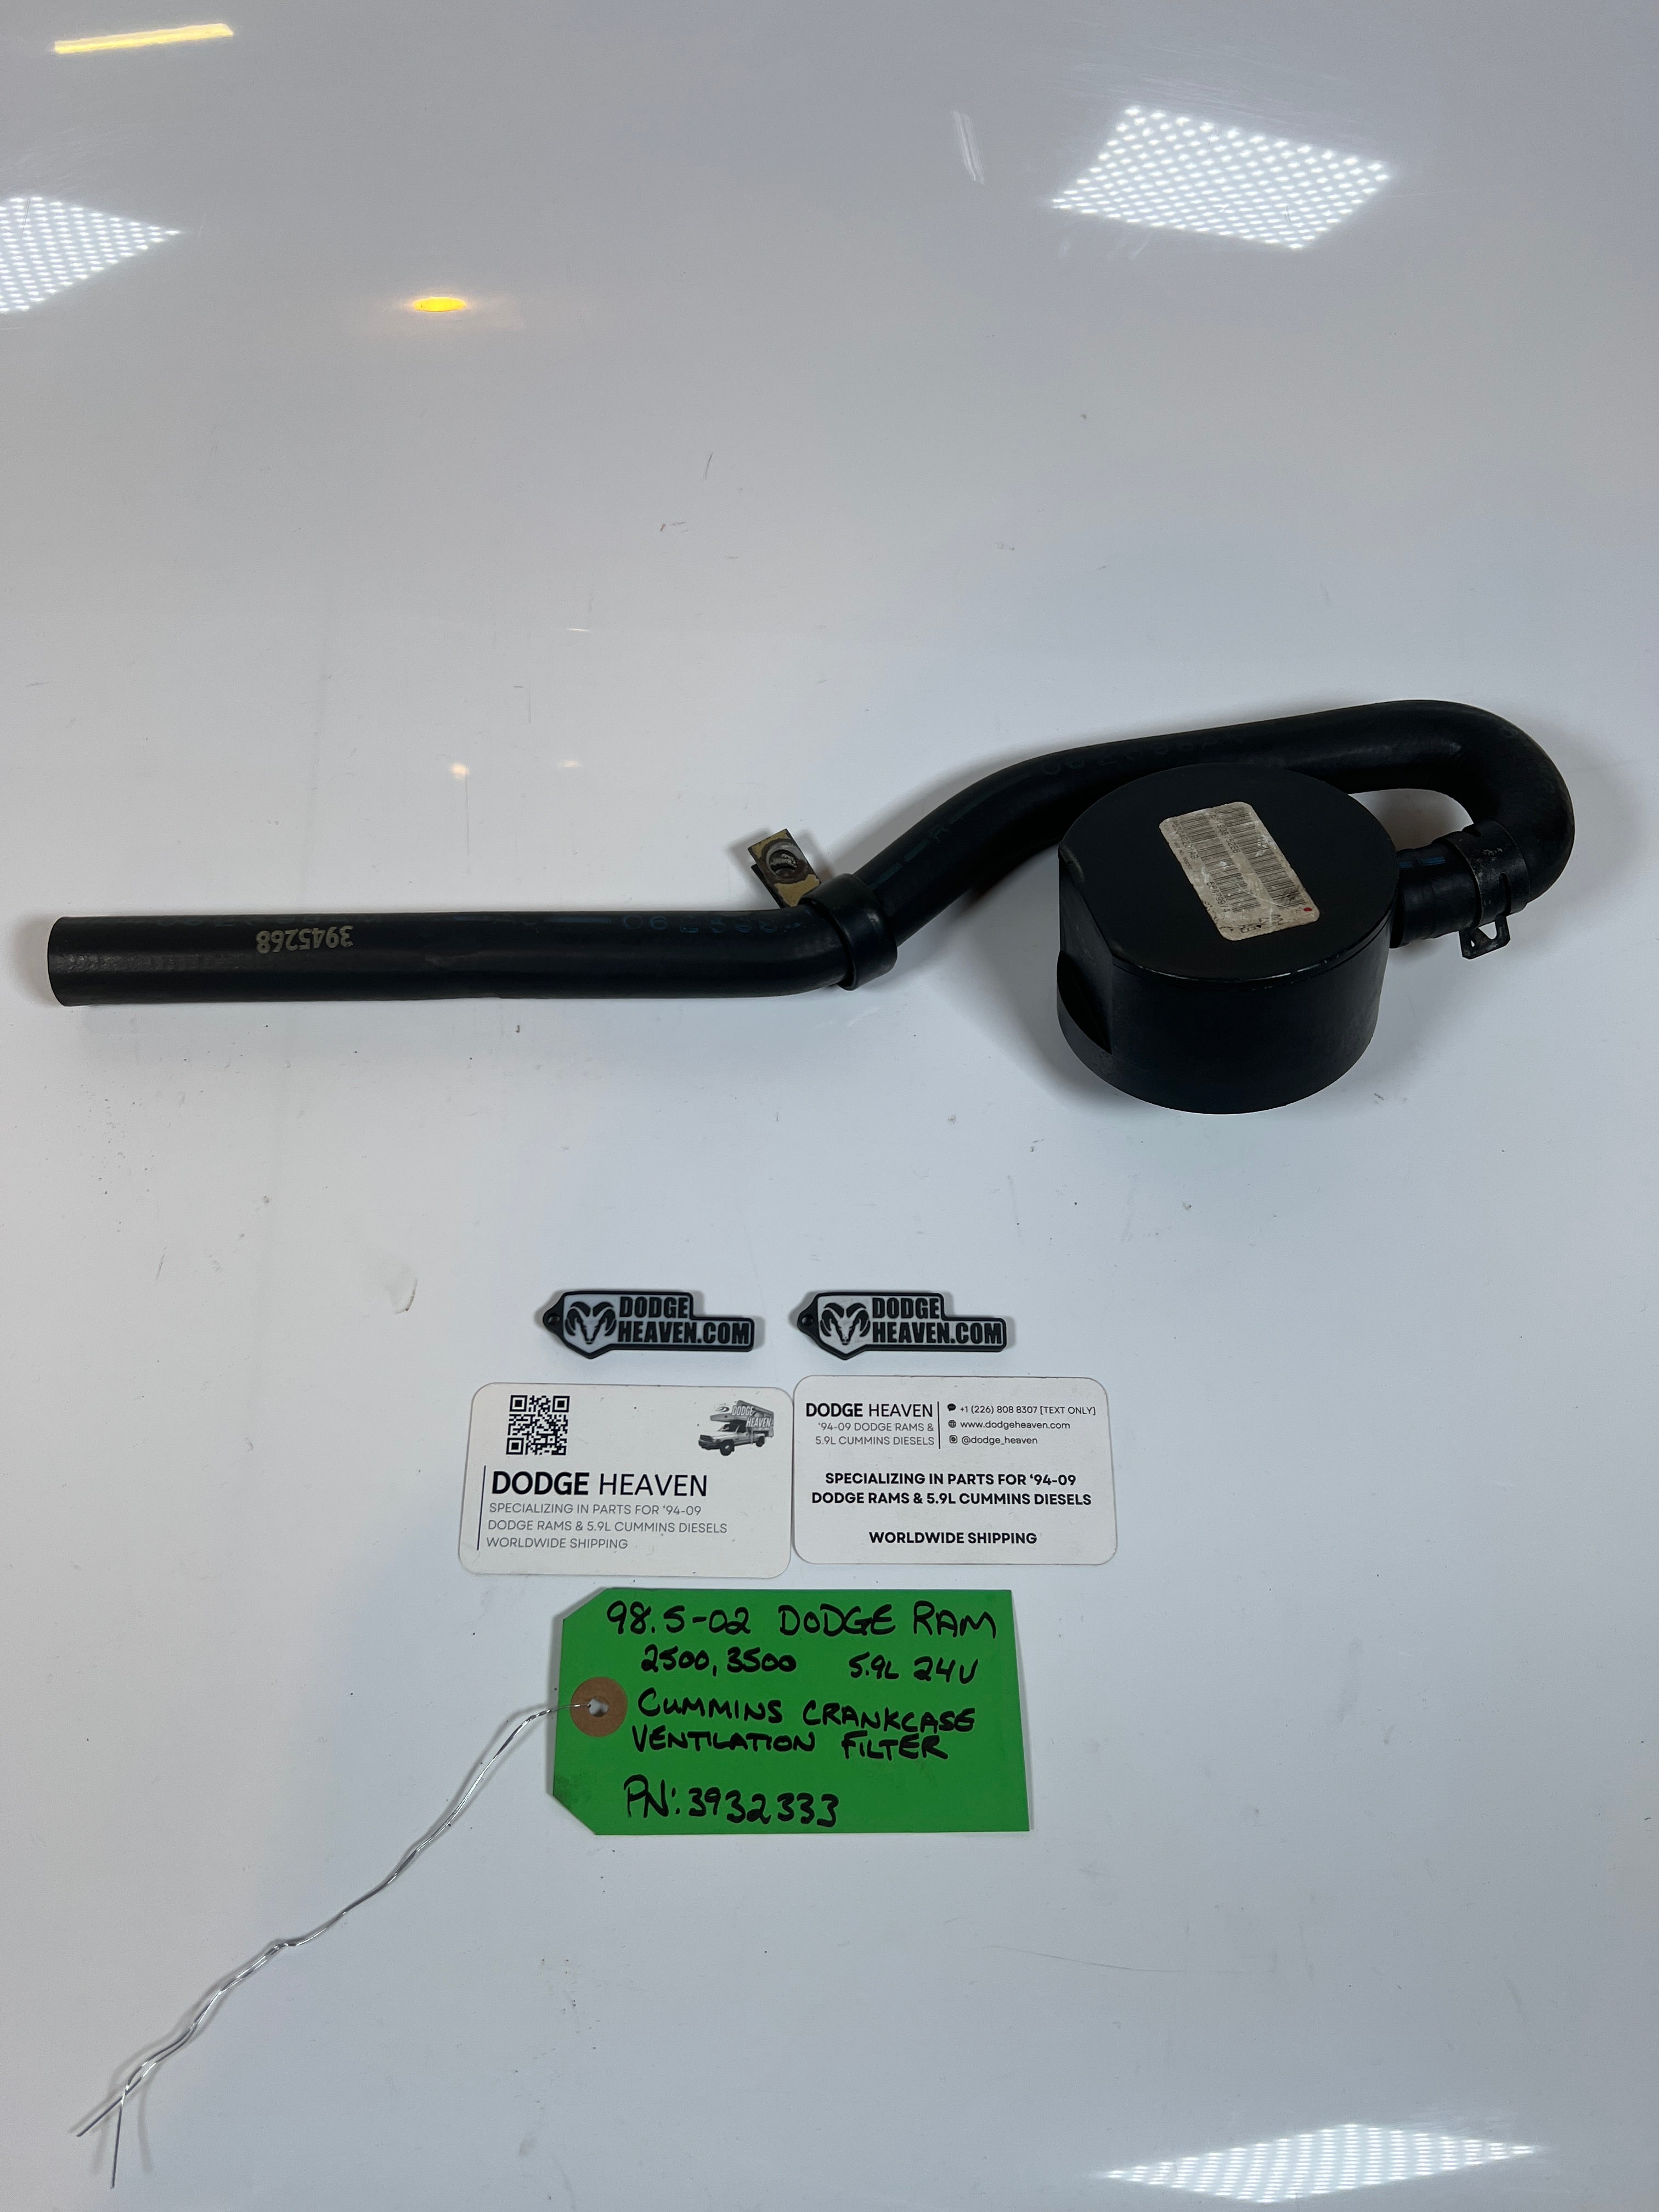 3945268
DODGE
HEAVEN.COM
DODGE
HEAVEN.COM
DODGE
HEAVEN
DODGE HEAVEN
SPECIALIZING IN PARTS FOR '94-09
DODGE RAMS & 5.9L CUMMINS DIESELS
WORLDWIDE SHIPPING
DODGE HEAVEN
'94-09 DODGE RAMS &
5.9L CUMMINS DIESELS
+1 (226) 808 8307 [TEXT ONLY]
www.dodgeheaven.com
@dodge_heaven
SPECIALIZING IN PARTS FOR '94-09
DODGE RAMS & 5.9L CUMMINS DIESELS
WORLDWIDE SHIPPING
98.5-02 DODGE RAM
2500, 3500 5.9L 24V
CUMMINS CRANKCASE
VENTILATION FILTER
PN: 3932333